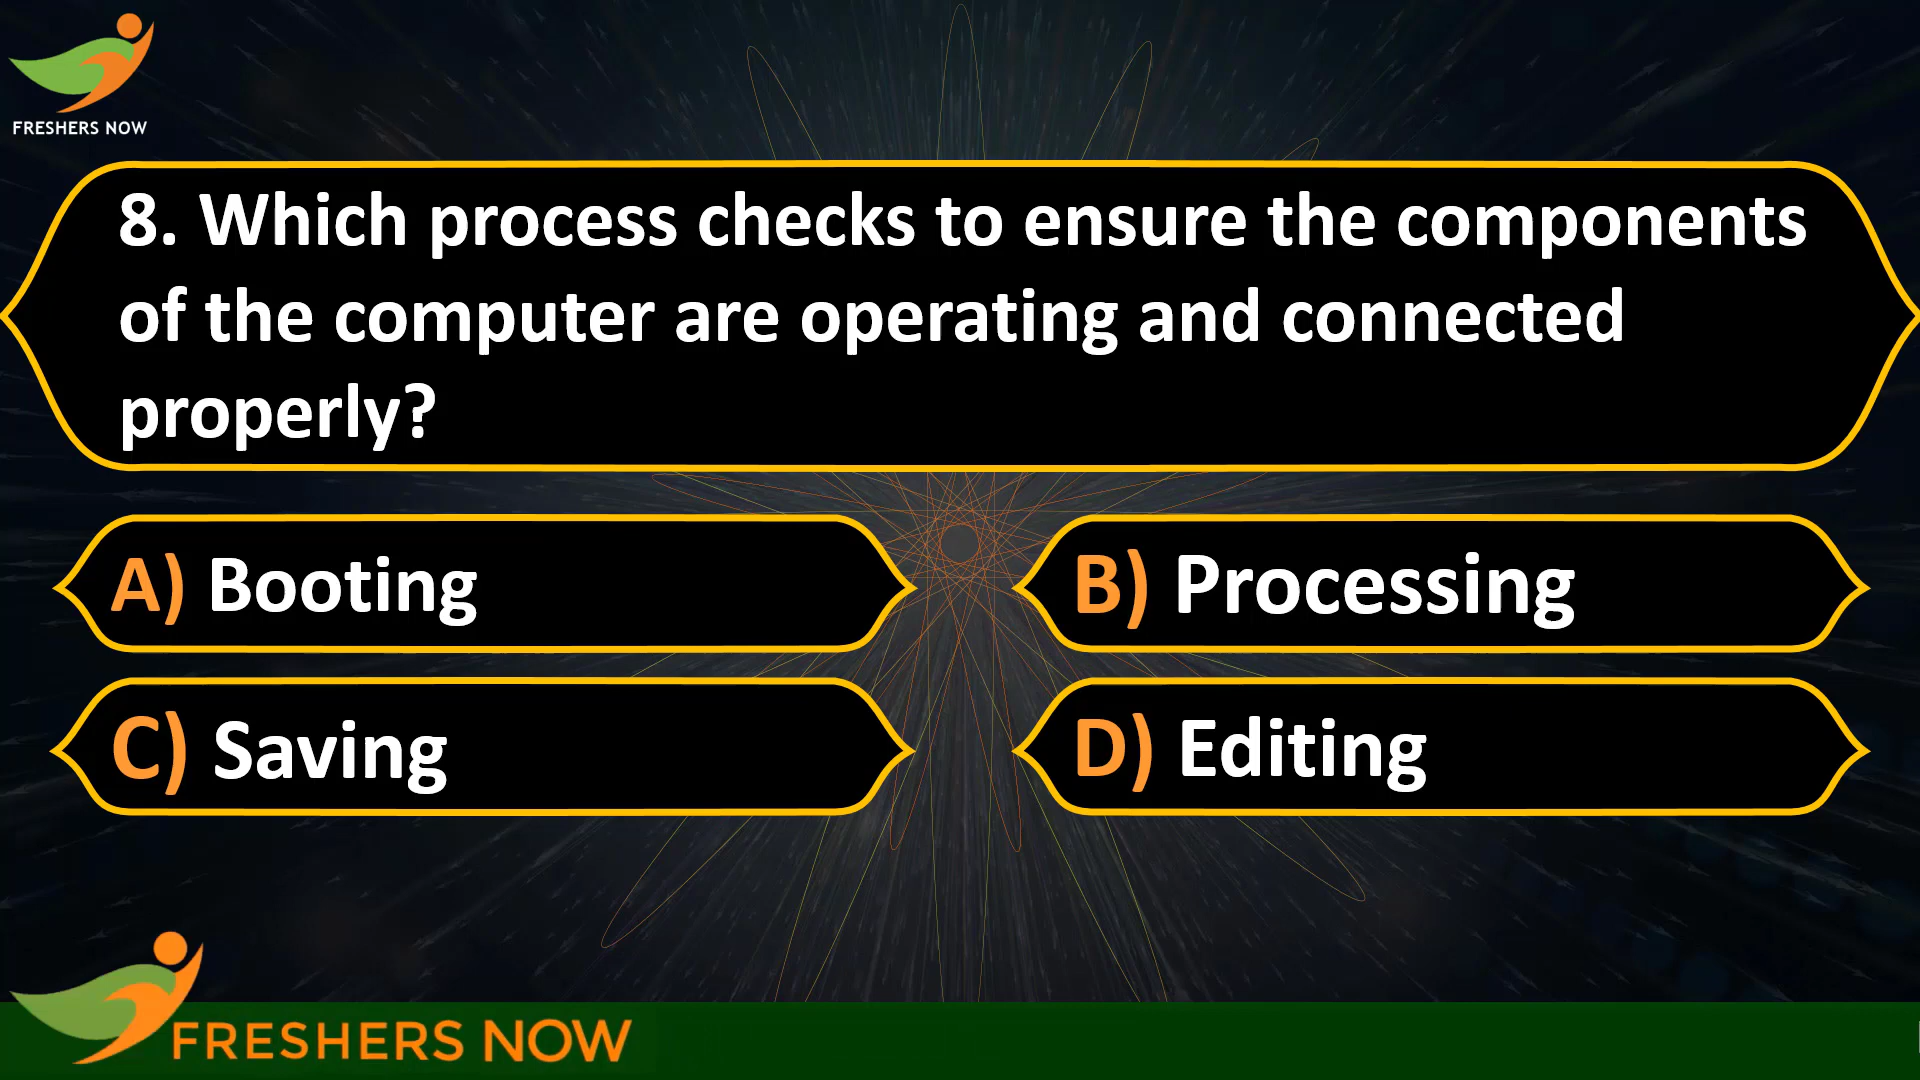 FRESHERS NOW
8. Which process checks to ensure the components
of the computer are operating and connected
properly?
A) Booting
B) Processing
C) Saving
D) Editing
FRESHERS NOW